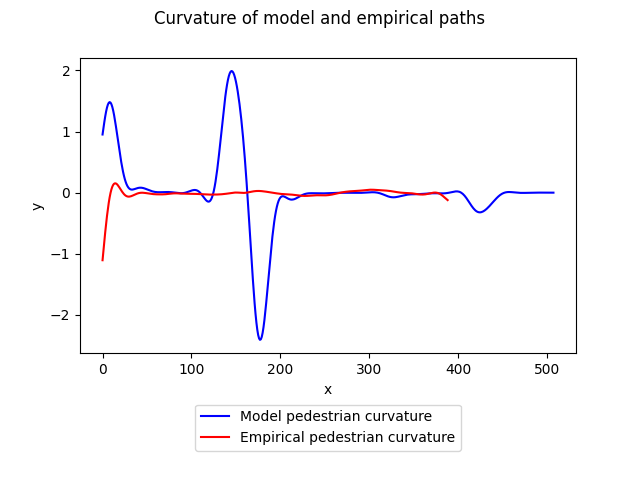 Curvature of model and empirical paths
2
1
0
−1
−2
y
0 100 200 300 400 500
x
Model pedestrian curvature
Empirical pedestrian curvature